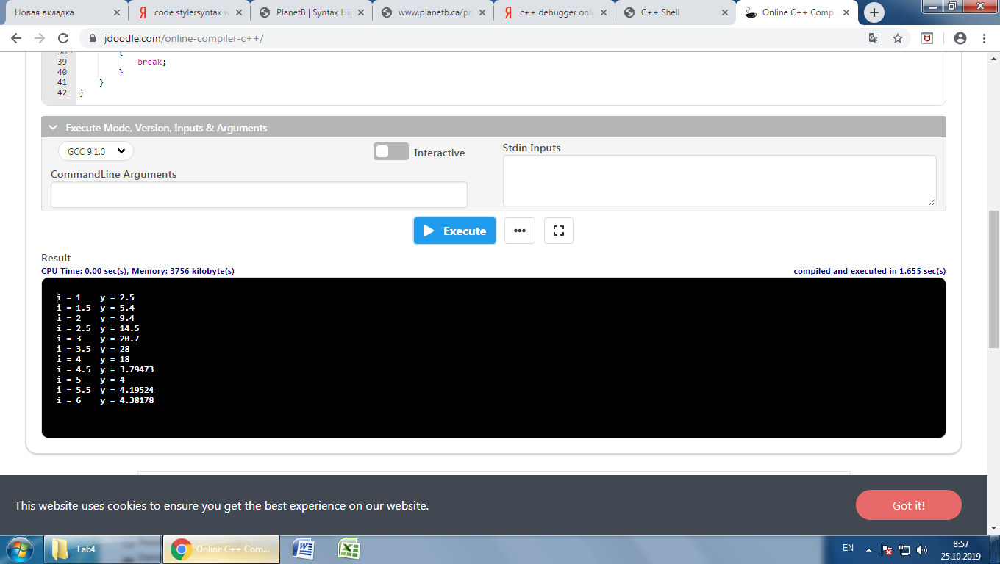 Новая вкладка
code stylersyntax w
PlanetB | Syntax Hig
www.planetb.ca/pr
c++ debugger onli
C++ Shell
Online C++ Compi
jdoodle.com/online-compiler-c++/
38 {
39 break;
40 }
41 }
42 }
Execute Mode, Version, Inputs & Arguments
GCC 9.1.0
Interactive
Stdin Inputs
CommandLine Arguments
Execute
Result
CPU Time: 0.00 sec(s), Memory: 3756 kilobyte(s)
compiled and executed in 1.655 sec(s)
i = 1 y = 2.5
i = 1.5 y = 5.4
i = 2 y = 9.4
i = 2.5 y = 14.5
i = 3 y = 20.7
i = 3.5 y = 28
i = 4 y = 18
i = 4.5 y = 3.79473
i = 5 y = 4
i = 5.5 y = 4.19524
i = 6 y = 4.38178
This website uses cookies to ensure you get the best experience on our website.
Got it!
Lab4
Online C++ Com...
EN
8:57
25.10.2019